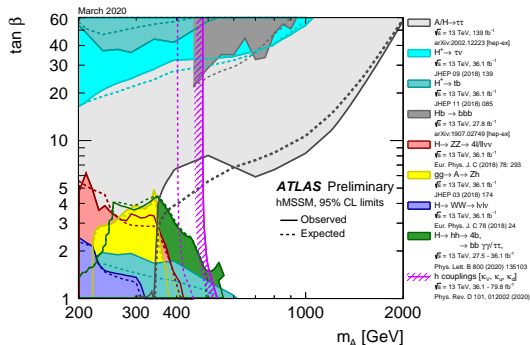 March 2020
tan β
60
40
30
20
10
6
5
4
3
2
1
200
300
400
1000
2000
m_A [GeV]
ATLAS Preliminary
hMSSM, 95% CL limits
Observed
Expected
A/H→ττ
√s = 13 TeV, 139 fb⁻¹
arXiv:2002.12223 [hep-ex]
H⁺→ τν
√s = 13 TeV, 36.1 fb⁻¹
JHEP 09 (2018) 139
H⁺→ tb
√s = 13 TeV, 36.1 fb⁻¹
JHEP 11 (2018) 085
Hb→ bbb
√s = 13 TeV, 27.8 fb⁻¹
arXiv:1907.02749 [hep-ex]
H→ ZZ→ 4l/llνν
√s = 13 TeV, 36.1 fb⁻¹
Eur. Phys. J. C (2018) 78: 293
gg→ A→ Zh
√s = 13 TeV, 36.1 fb⁻¹
JHEP 03 (2018) 174
H→ WW→ lνlν
√s = 13 TeV, 36.1 fb⁻¹
Eur. Phys. J. C 78 (2018) 24
H→ hh→ 4b,
→ bb γγ/ττ,
√s = 13 TeV, 27.5 - 36.1 fb⁻¹
Phys. Lett. B 800 (2020) 135103
h couplings [κ_V, κ_u, κ_d]
√s = 13 TeV, 36.1 - 79.8 fb⁻¹
Phys. Rev. D 101, 012002 (2020)